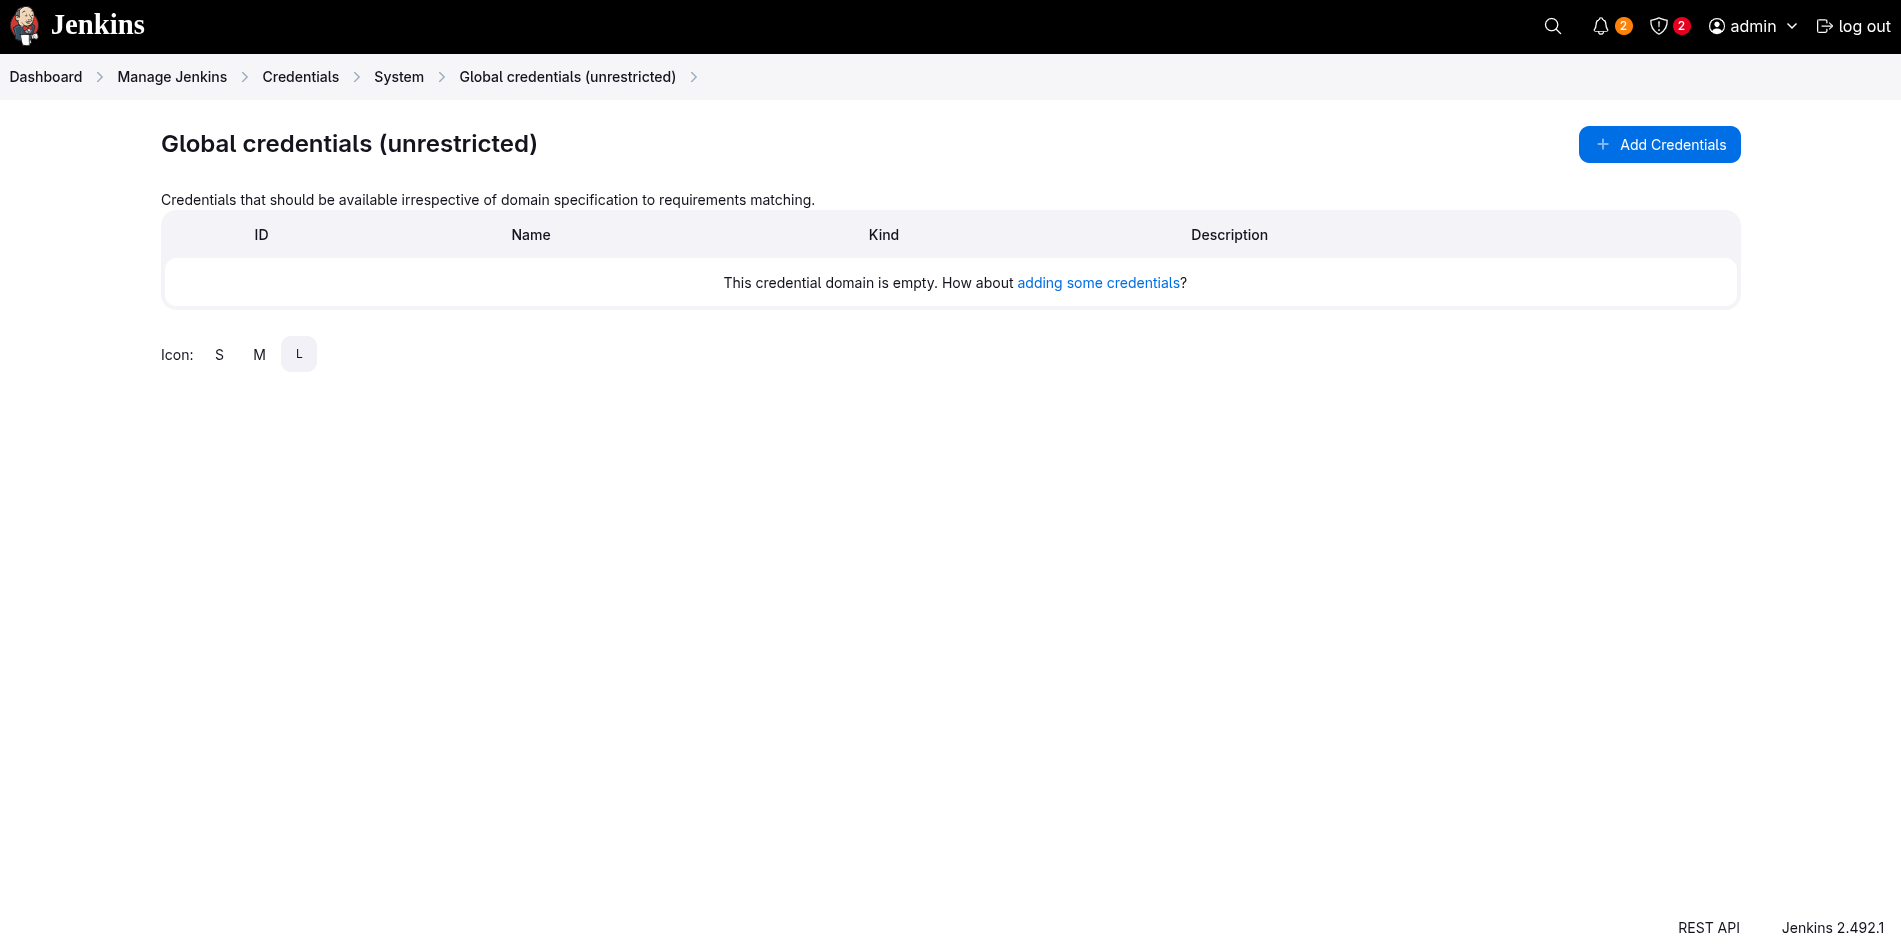 Jenkins
2
2
admin
log out
Dashboard
Manage Jenkins
Credentials
System
Global credentials (unrestricted)
Global credentials (unrestricted)
Add Credentials
Credentials that should be available irrespective of domain specification to requirements matching.
ID Name Kind Description
This credential domain is empty. How about adding some credentials?
Icon: S M L
REST API Jenkins 2.492.1